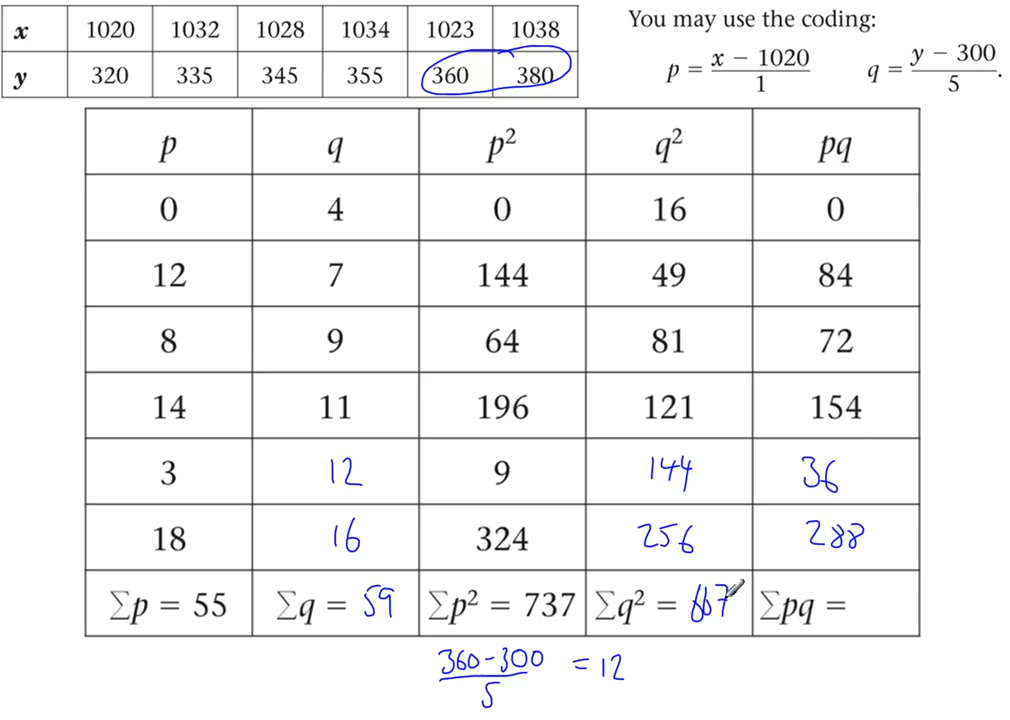 x 1020 1032 1028 1034 1023 1038
y 320 335 345 355 360 380
You may use the coding:
p = x − 1020 / 1 q = y − 300 / 5 .
p q p² q² pq
0 4 0 16 0
12 7 144 49 84
8 9 64 81 72
14 11 196 121 154
3 12 9 144 36
18 16 324 256 288
∑p = 55 ∑q = 59 ∑p² = 737 ∑q² = 667 ∑pq =
360-300 / 5 = 12